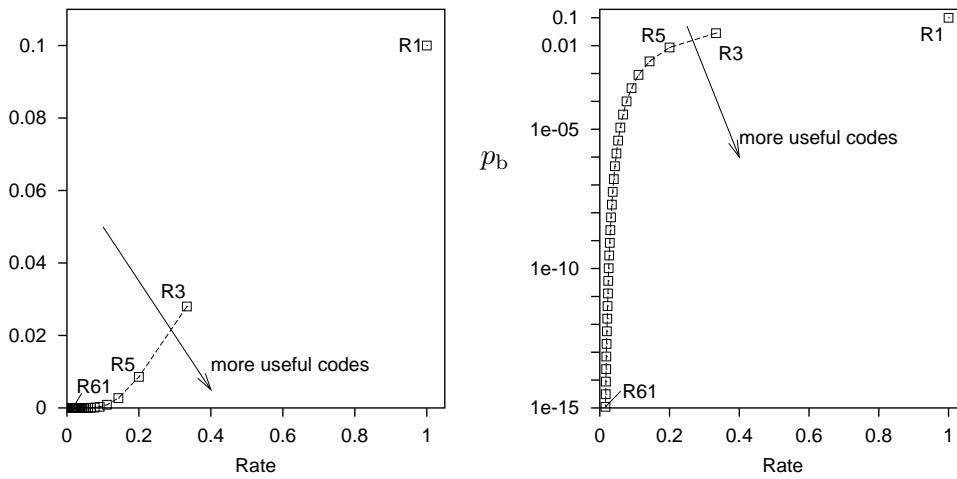 0.1
R1
0.08
0.06
0.04
R3
0.02
R5
more useful codes
R61
0
0 0.2 0.4 0.6 0.8 1
Rate
0.1
R5
R1
0.01
R3
1e-05
more useful codes
pb
1e-10
R61
1e-15
0 0.2 0.4 0.6 0.8 1
Rate